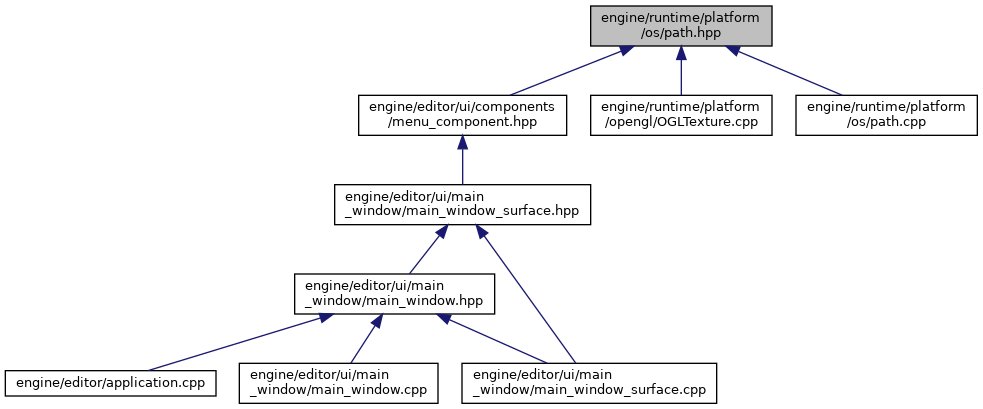 engine/runtime/platform
/os/path.hpp
engine/editor/ui/components
/menu_component.hpp
engine/runtime/platform
/opengl/OGLTexture.cpp
engine/runtime/platform
/os/path.cpp
engine/editor/ui/main
_window/main_window_surface.hpp
engine/editor/ui/main
_window/main_window.hpp
engine/editor/application.cpp
engine/editor/ui/main
_window/main_window.cpp
engine/editor/ui/main
_window/main_window_surface.cpp